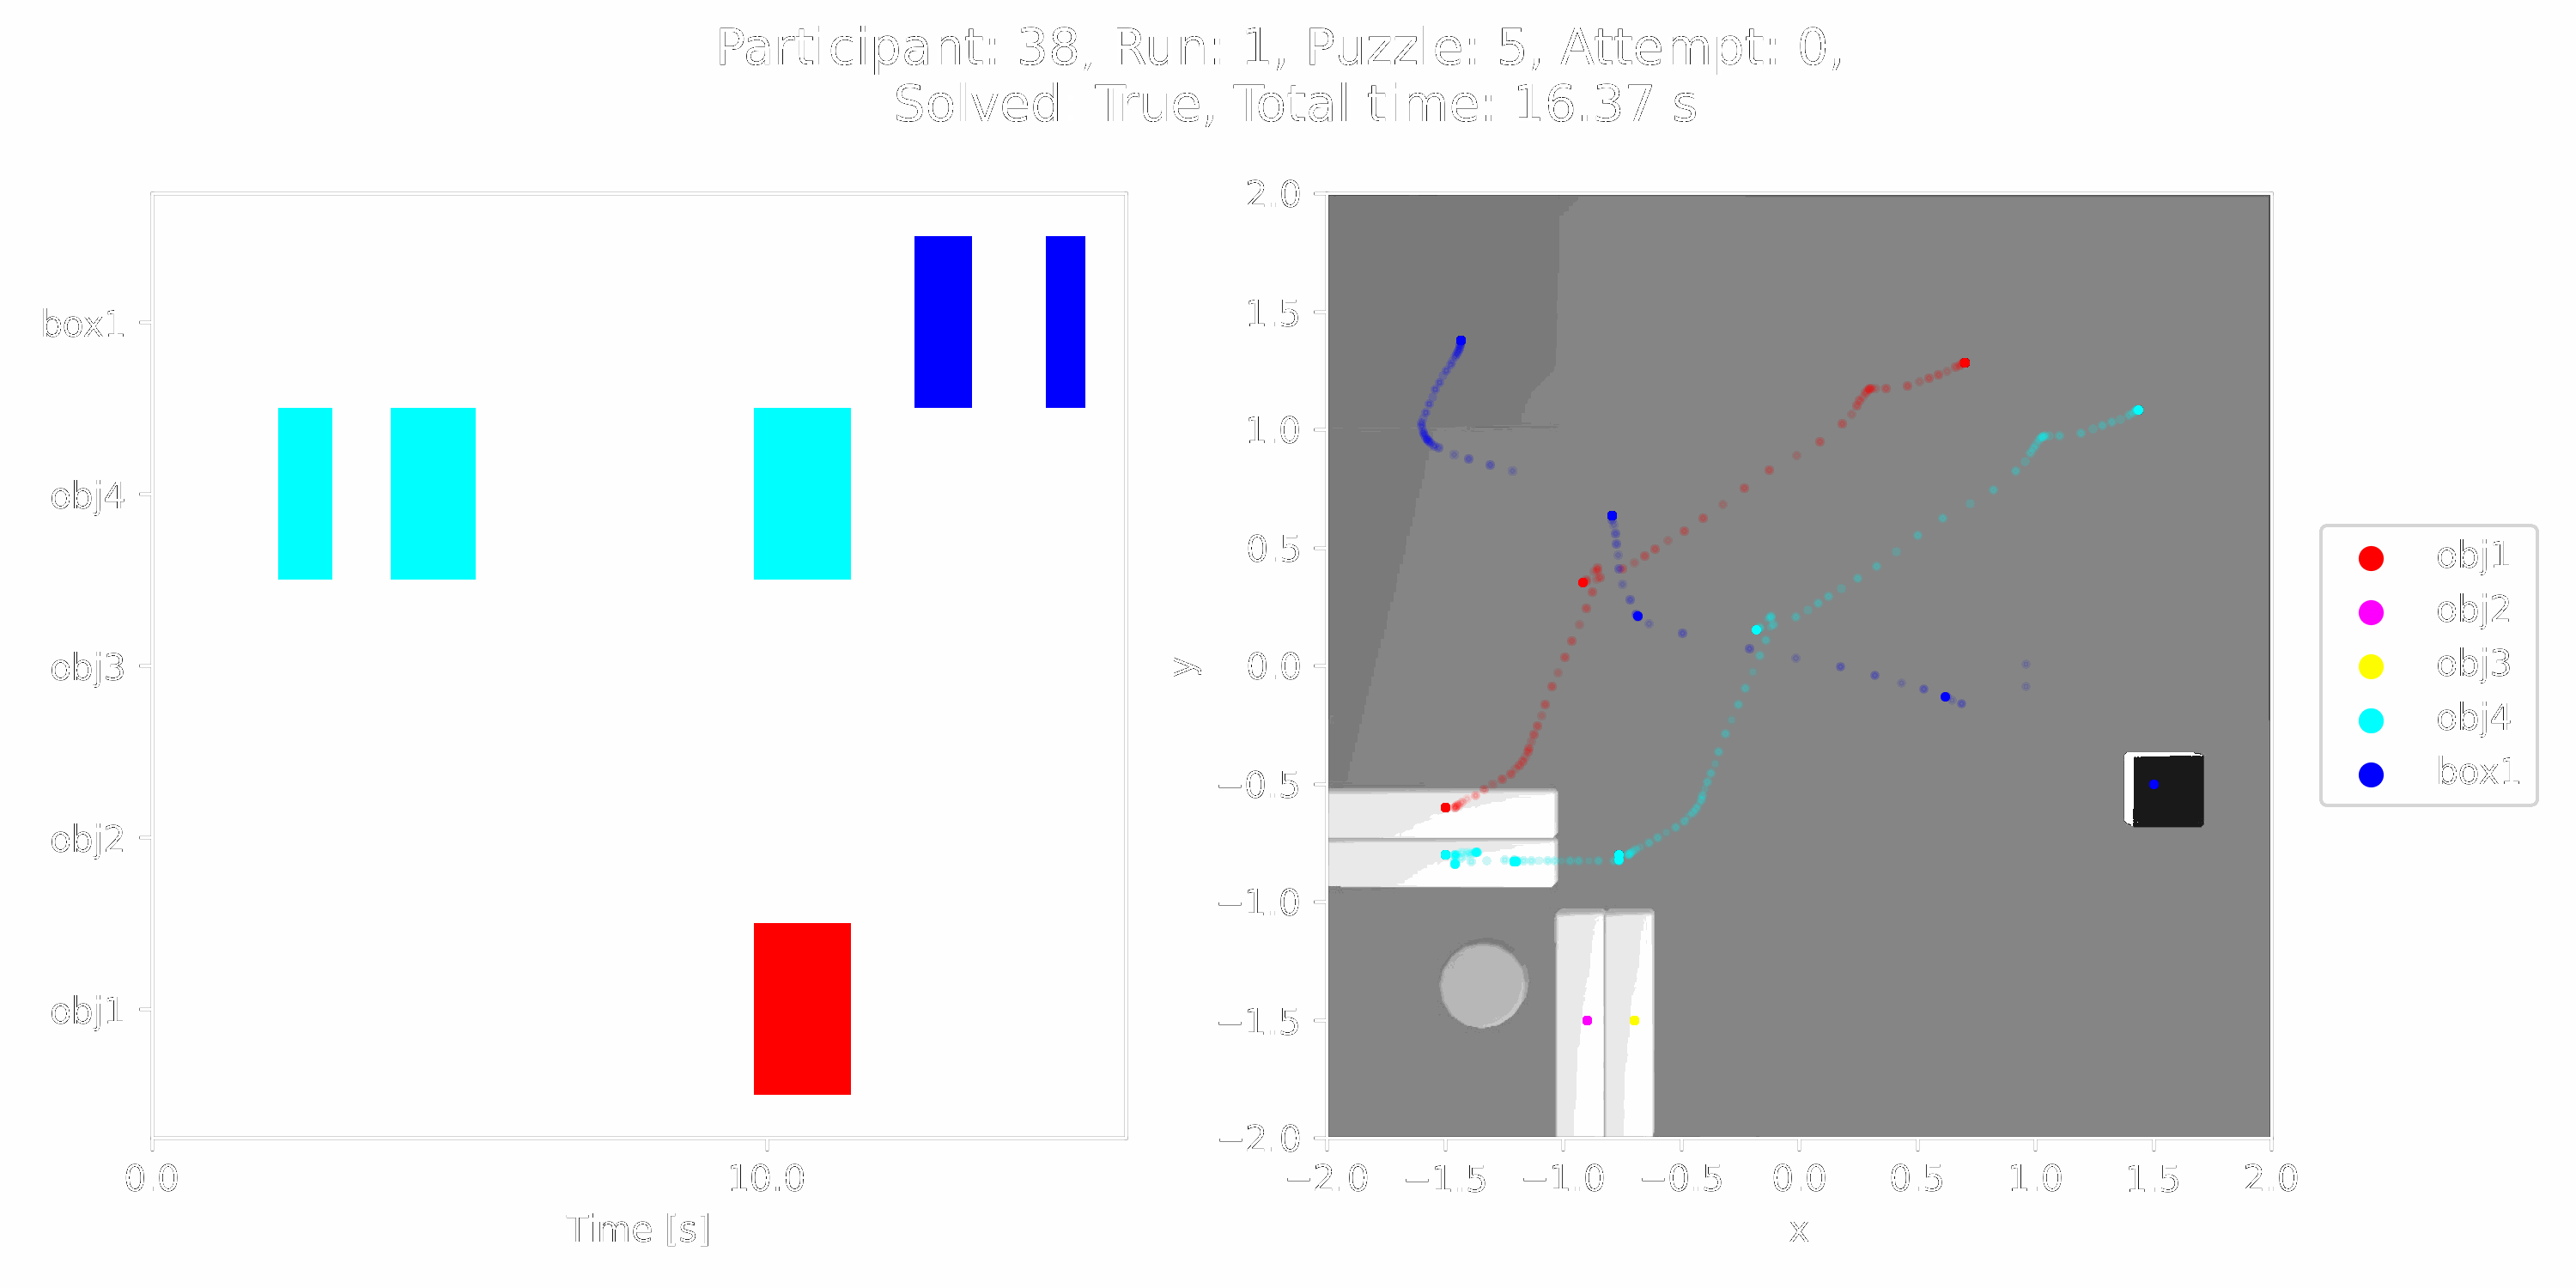 Participant: 38, Run: 1, Puzzle: 5, Attempt: 0,
Solved True, Total time: 16.37 s
box1
obj4
obj3
obj2
obj1
0.0
10.0
Time [s]
2.0
1.5
1.0
0.5
0.0
−0.5
−1.0
−1.5
−2.0
y
−2.0
−1.5
−1.0
−0.5
0.0
0.5
1.0
1.5
2.0
x
obj1
obj2
obj3
obj4
box1